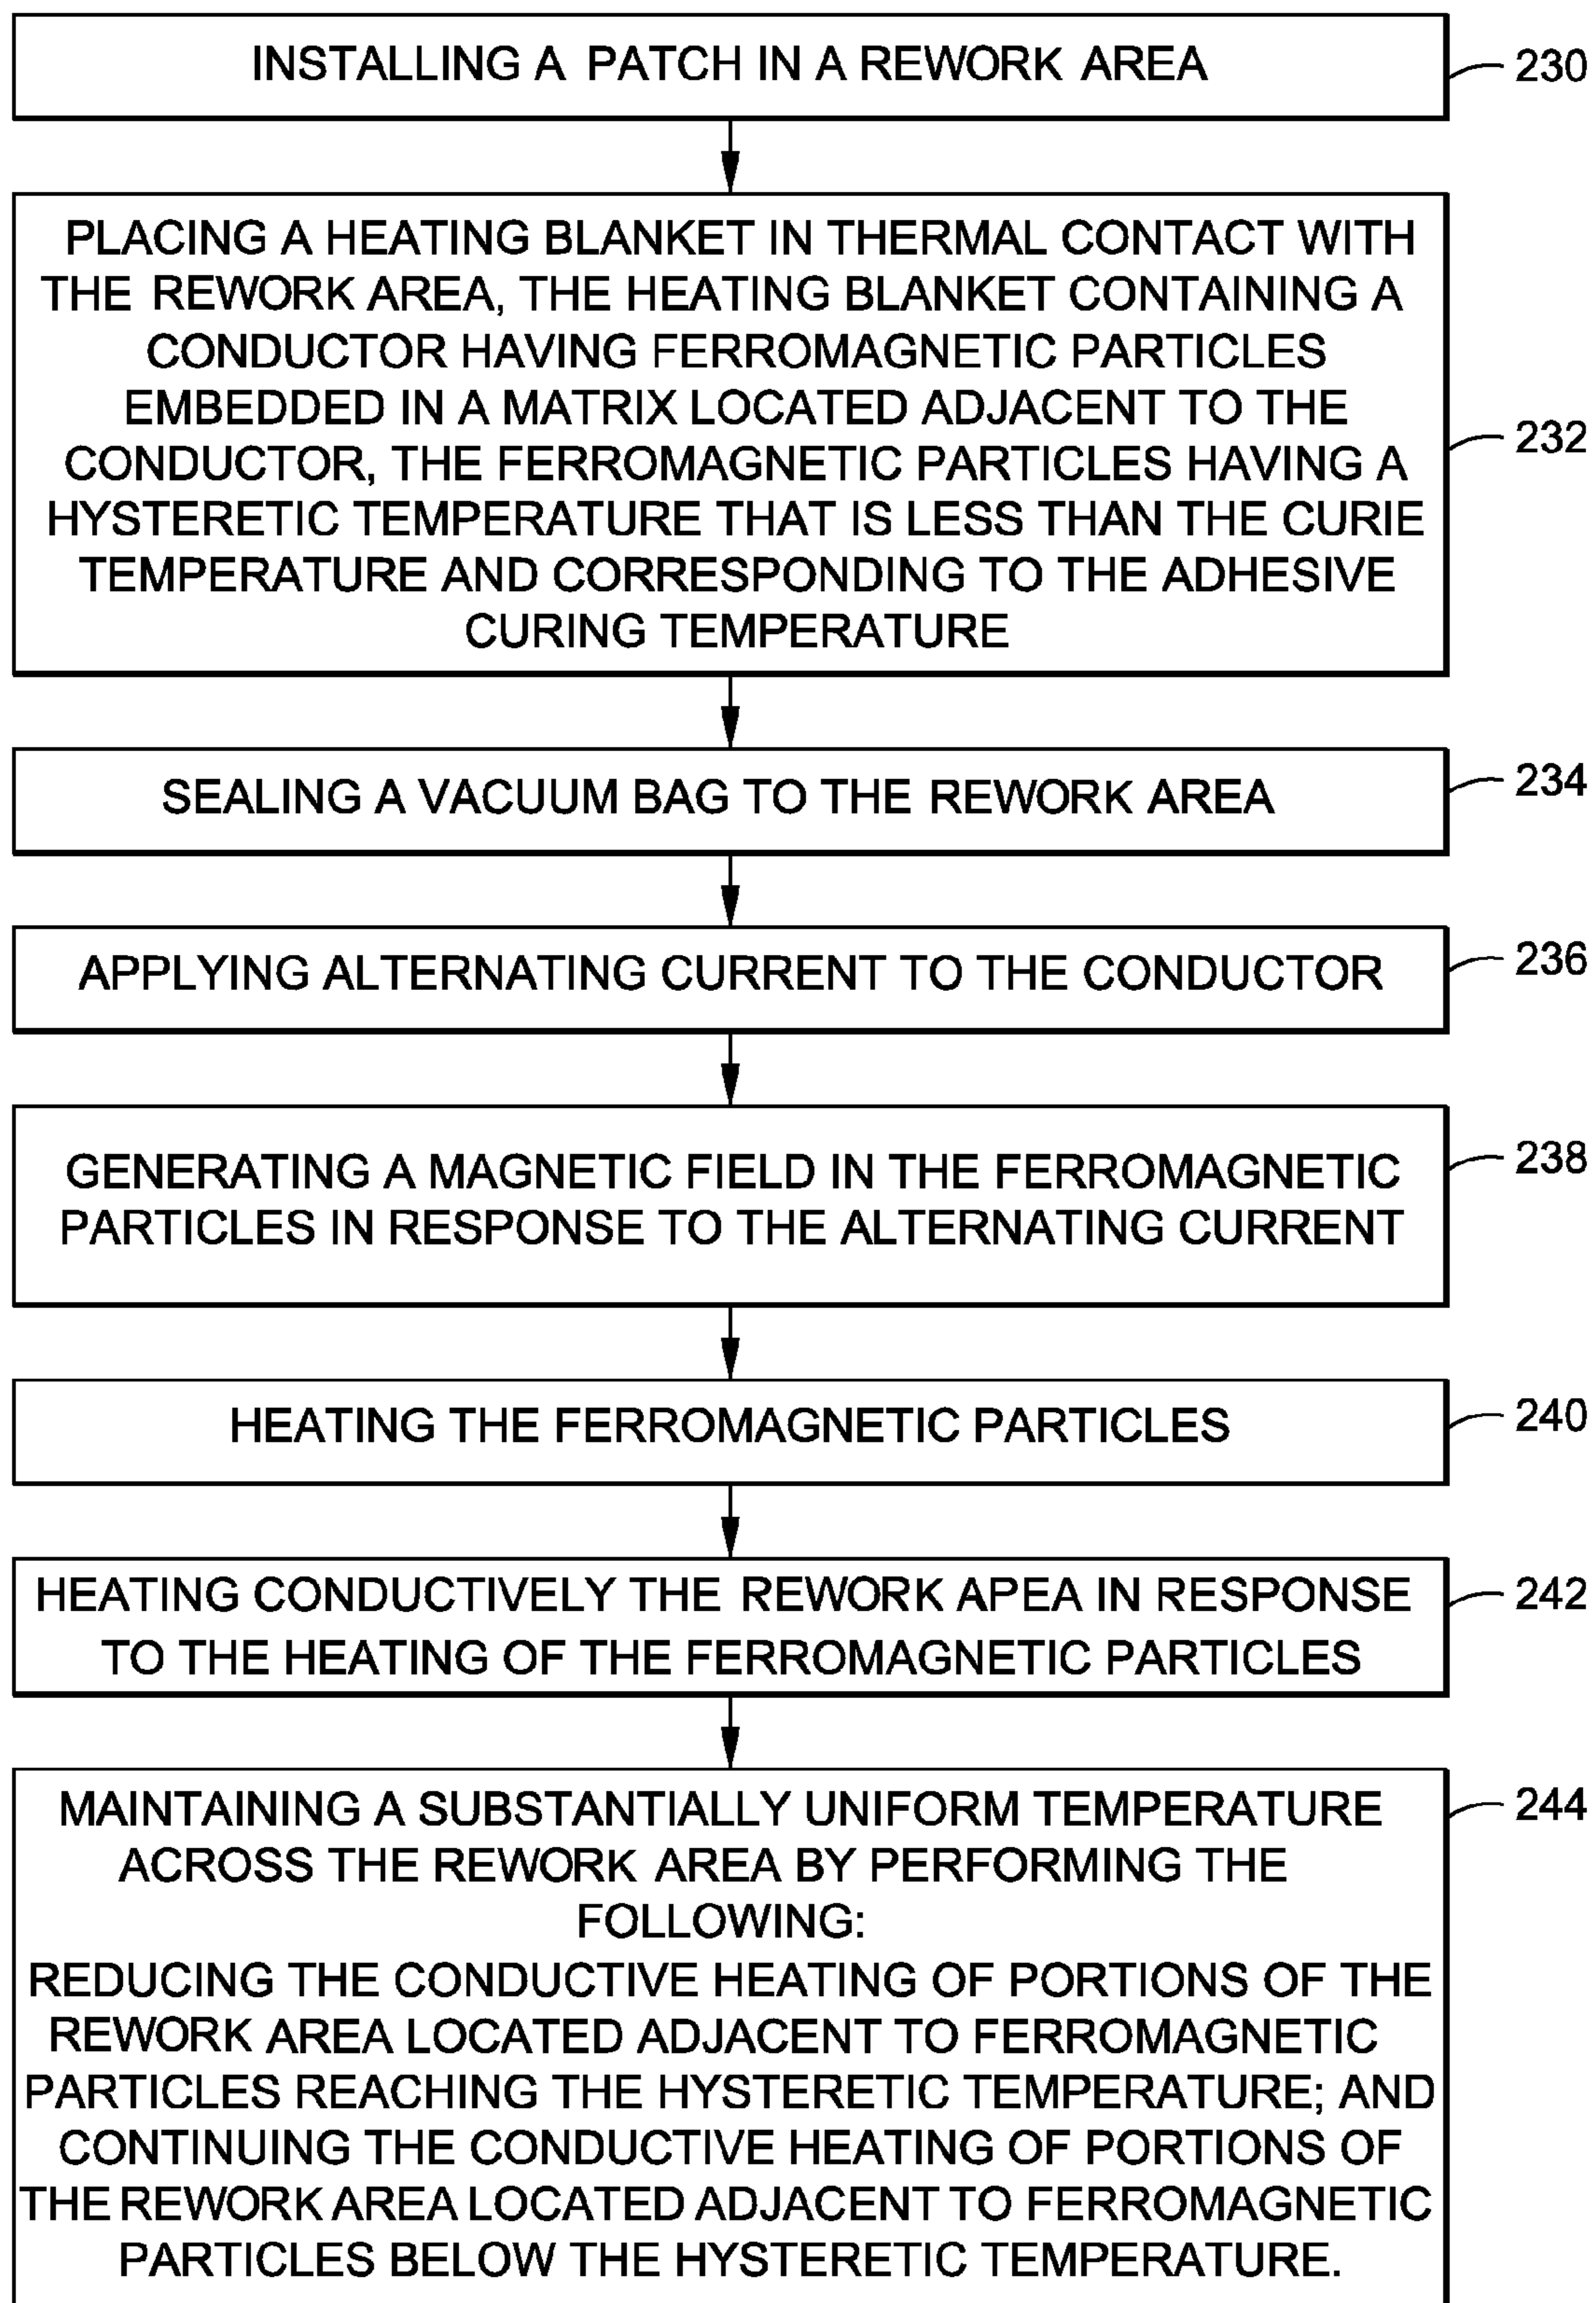 INSTALLING A PATCH IN A REWORK AREA
230
PLACING A HEATING BLANKET IN THERMAL CONTACT WITH
THE REWORK AREA, THE HEATING BLANKET CONTAINING A
CONDUCTOR HAVING FERROMAGNETIC PARTICLES
EMBEDDED IN A MATRIX LOCATED ADJACENT TO THE
CONDUCTOR, THE FERROMAGNETIC PARTICLES HAVING A
HYSTERETIC TEMPERATURE THAT IS LESS THAN THE CURIE
TEMPERATURE AND CORRESPONDING TO THE ADHESIVE
CURING TEMPERATURE
232
SEALING A VACUUM BAG TO THE REWORK AREA
234
APPLYING ALTERNATING CURRENT TO THE CONDUCTOR
236
GENERATING A MAGNETIC FIELD IN THE FERROMAGNETIC
PARTICLES IN RESPONSE TO THE ALTERNATING CURRENT
238
HEATING THE FERROMAGNETIC PARTICLES
240
HEATING CONDUCTIVELY THE REWORK APEA IN RESPONSE
TO THE HEATING OF THE FERROMAGNETIC PARTICLES
242
MAINTAINING A SUBSTANTIALLY UNIFORM TEMPERATURE
ACROSS THE REWORK AREA BY PERFORMING THE
FOLLOWING:
REDUCING THE CONDUCTIVE HEATING OF PORTIONS OF THE
REWORK AREA LOCATED ADJACENT TO FERROMAGNETIC
PARTICLES REACHING THE HYSTERETIC TEMPERATURE; AND
CONTINUING THE CONDUCTIVE HEATING OF PORTIONS OF
THE REWORK AREA LOCATED ADJACENT TO FERROMAGNETIC
PARTICLES BELOW THE HYSTERETIC TEMPERATURE.
244